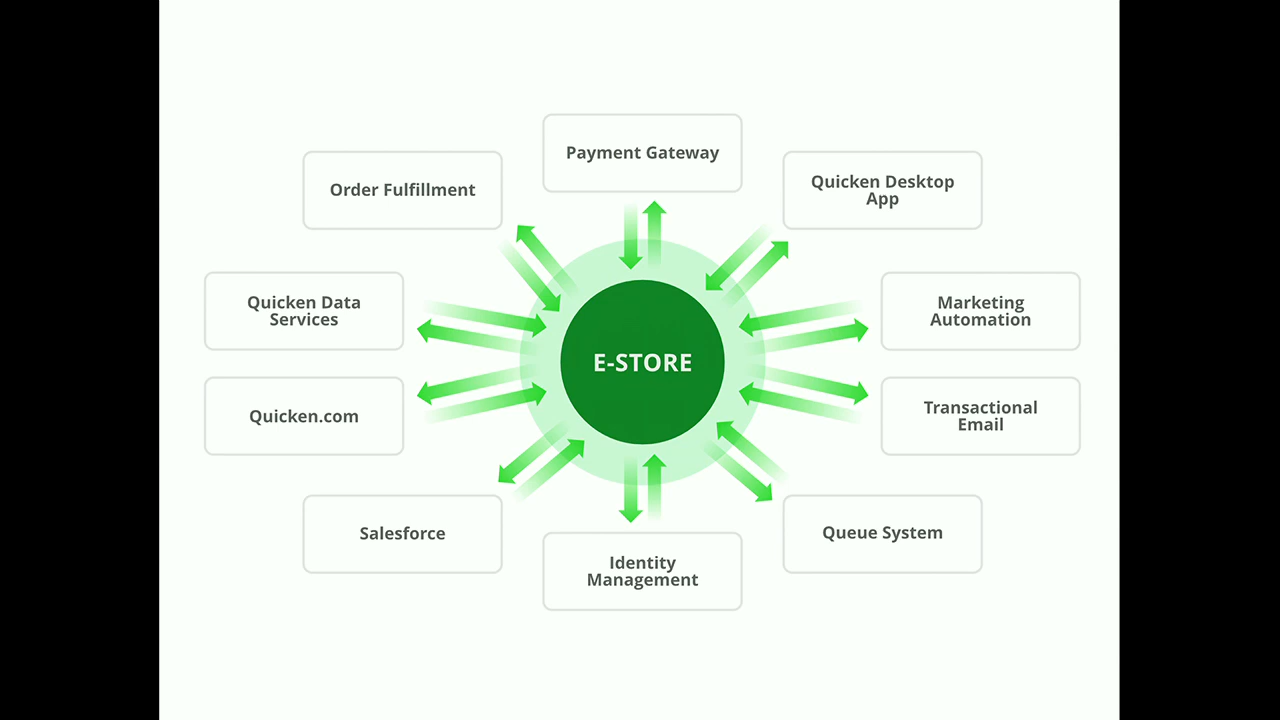 Payment Gateway
Order Fulfillment
Quicken Desktop
App
Quicken Data
Services
Marketing
Automation
E-STORE
Quicken.com
Transactional
Email
Salesforce
Queue System
Identity
Management